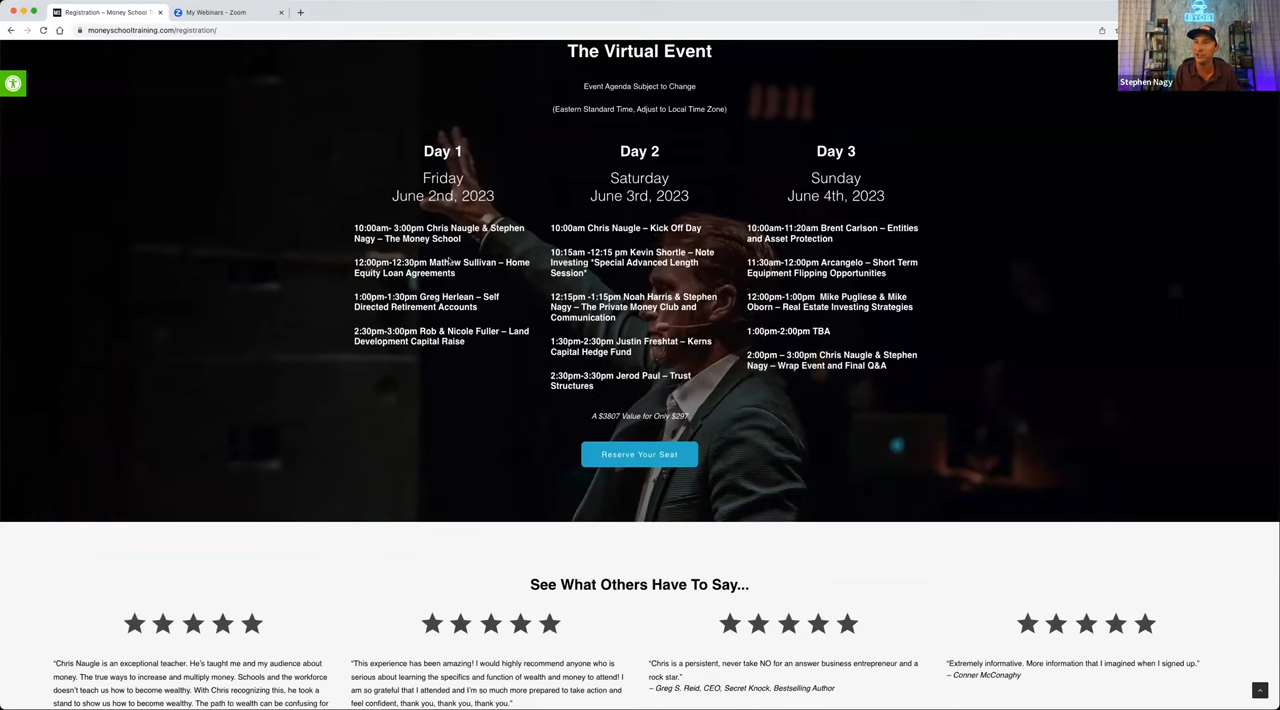 Registration – Money School T
My Webinars - Zoom
moneyschooltraining.com/registration/
Stephen Nagy
The Virtual Event
Event Agenda Subject to Change
(Eastern Standard Time, Adjust to Local Time Zone)
Day 1
Friday
June 2nd, 2023
10:00am- 3:00pm Chris Naugle & Stephen
Nagy – The Money School
12:00pm-12:30pm Mathew Sullivan – Home
Equity Loan Agreements
1:00pm-1:30pm Greg Herlean – Self
Directed Retirement Accounts
2:30pm-3:00pm Rob & Nicole Fuller – Land
Development Capital Raise
Day 2
Saturday
June 3rd, 2023
10:00am Chris Naugle – Kick Off Day
10:15am -12:15 pm Kevin Shortle – Note
Investing *Special Advanced Length
Session*
12:15pm -1:15pm Noah Harris & Stephen
Nagy – The Private Money Club and
Communication
1:30pm-2:30pm Justin Freshtat – Kerns
Capital Hedge Fund
2:30pm-3:30pm Jerod Paul – Trust
Structures
Day 3
Sunday
June 4th, 2023
10:00am-11:20am Brent Carlson – Entities
and Asset Protection
11:30am-12:00pm Arcangelo – Short Term
Equipment Flipping Opportunities
12:00pm-1:00pm Mike Pugliese & Mike
Oborn – Real Estate Investing Strategies
1:00pm-2:00pm TBA
2:00pm – 3:00pm Chris Naugle & Stephen
Nagy – Wrap Event and Final Q&A
A $3807 Value for Only $297
Reserve Your Seat
See What Others Have To Say...
“Chris Naugle is an exceptional teacher. He’s taught me and my audience about
money. The true ways to increase and multiply money. Schools and the workforce
doesn’t teach us how to become wealthy. With Chris recognizing this, he took a
stand to show us how to become wealthy. The path to wealth can be confusing for
“This experience has been amazing! I would highly recommend anyone who is
serious about learning the specifics and function of wealth and money to attend! I
am so grateful that I attended and I’m so much more prepared to take action and
feel confident, thank you, thank you, thank you.”
“Chris is a persistent, never take NO for an answer business entrepreneur and a
rock star.”
– Greg S. Reid, CEO, Secret Knock, Bestselling Author
“Extremely informative. More information that I imagined when I signed up.”
– Conner McConaghy